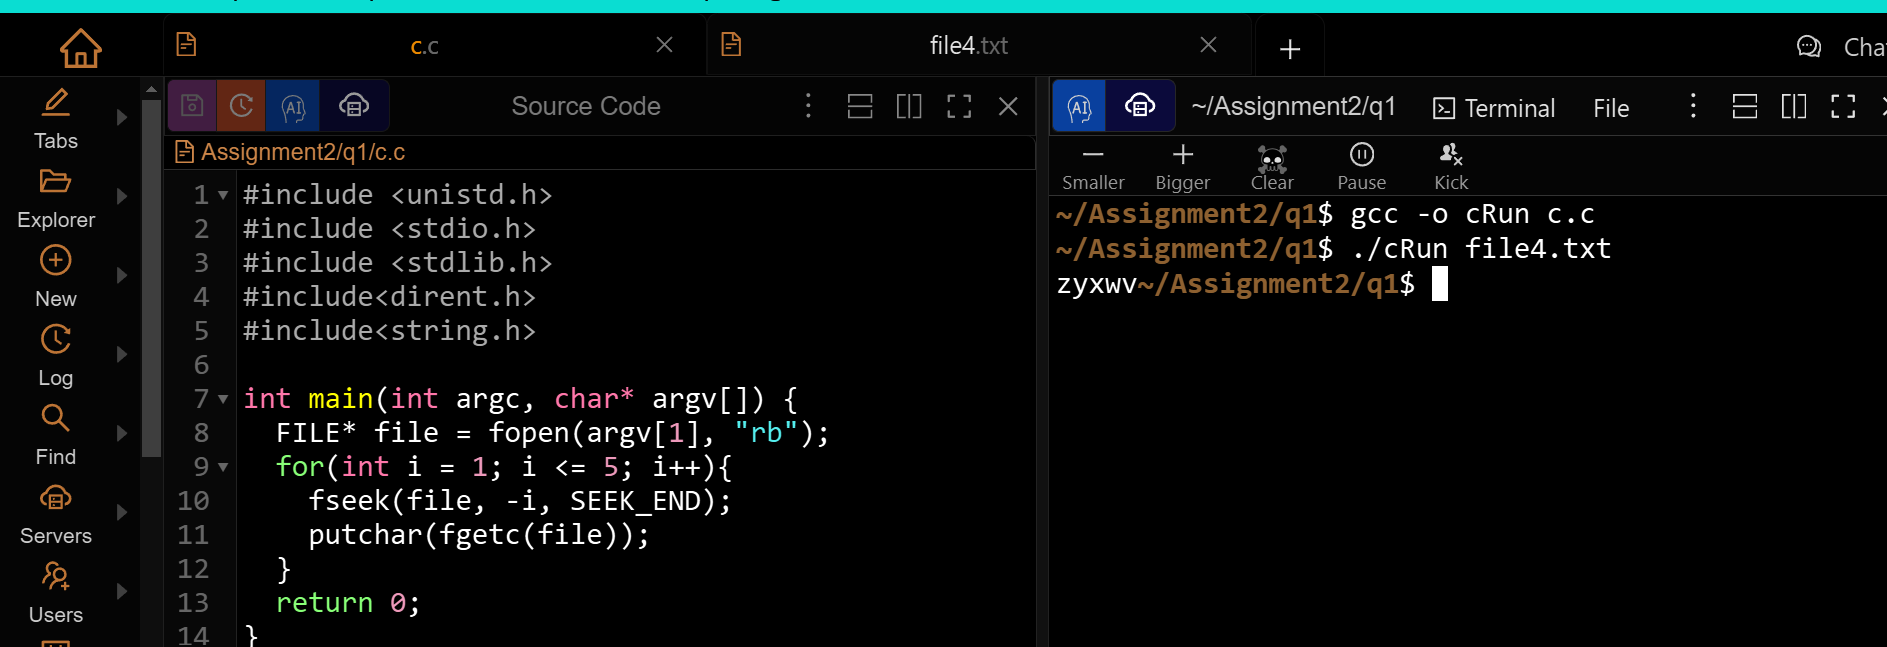 c.c
file4.txt
Tabs
Explorer
New
Log
Find
Servers
Users
AI
Source Code
Assignment2/q1/c.c
1 #include <unistd.h>
2 #include <stdio.h>
3 #include <stdlib.h>
4 #include<dirent.h>
5 #include<string.h>
6
7 int main(int argc, char* argv[]) {
8   FILE* file = fopen(argv[1], "rb");
9   for(int i = 1; i <= 5; i++){
10     fseek(file, -i, SEEK_END);
11     putchar(fgetc(file));
12   }
13   return 0;
14 }
AI ~/Assignment2/q1 Terminal File
Smaller Bigger Clear Pause Kick
~/Assignment2/q1$ gcc -o cRun c.c
~/Assignment2/q1$ ./cRun file4.txt
zyxwv~/Assignment2/q1$